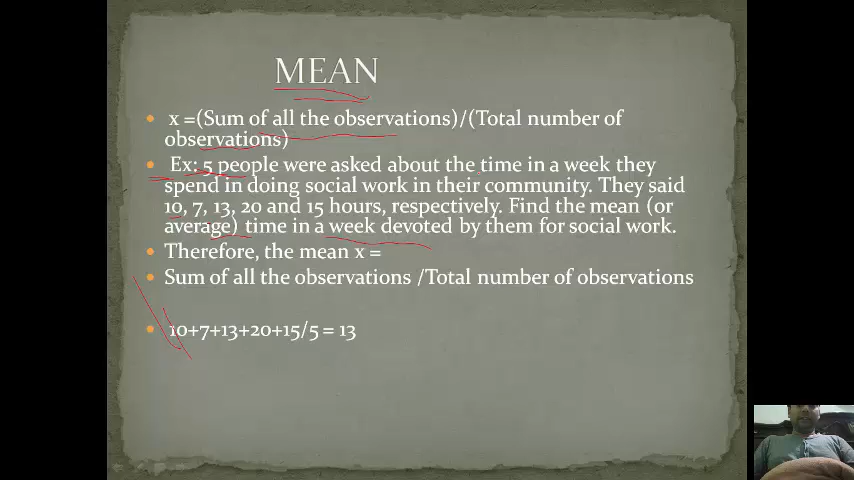 MEAN
x =(Sum of all the observations)/(Total number of
observations)
Ex: 5 people were asked about the time in a week they
spend in doing social work in their community. They said
10, 7, 13, 20 and 15 hours, respectively. Find the mean (or
average) time in a week devoted by them for social work.
Therefore, the mean x =
Sum of all the observations /Total number of observations
10+7+13+20+15/5 = 13